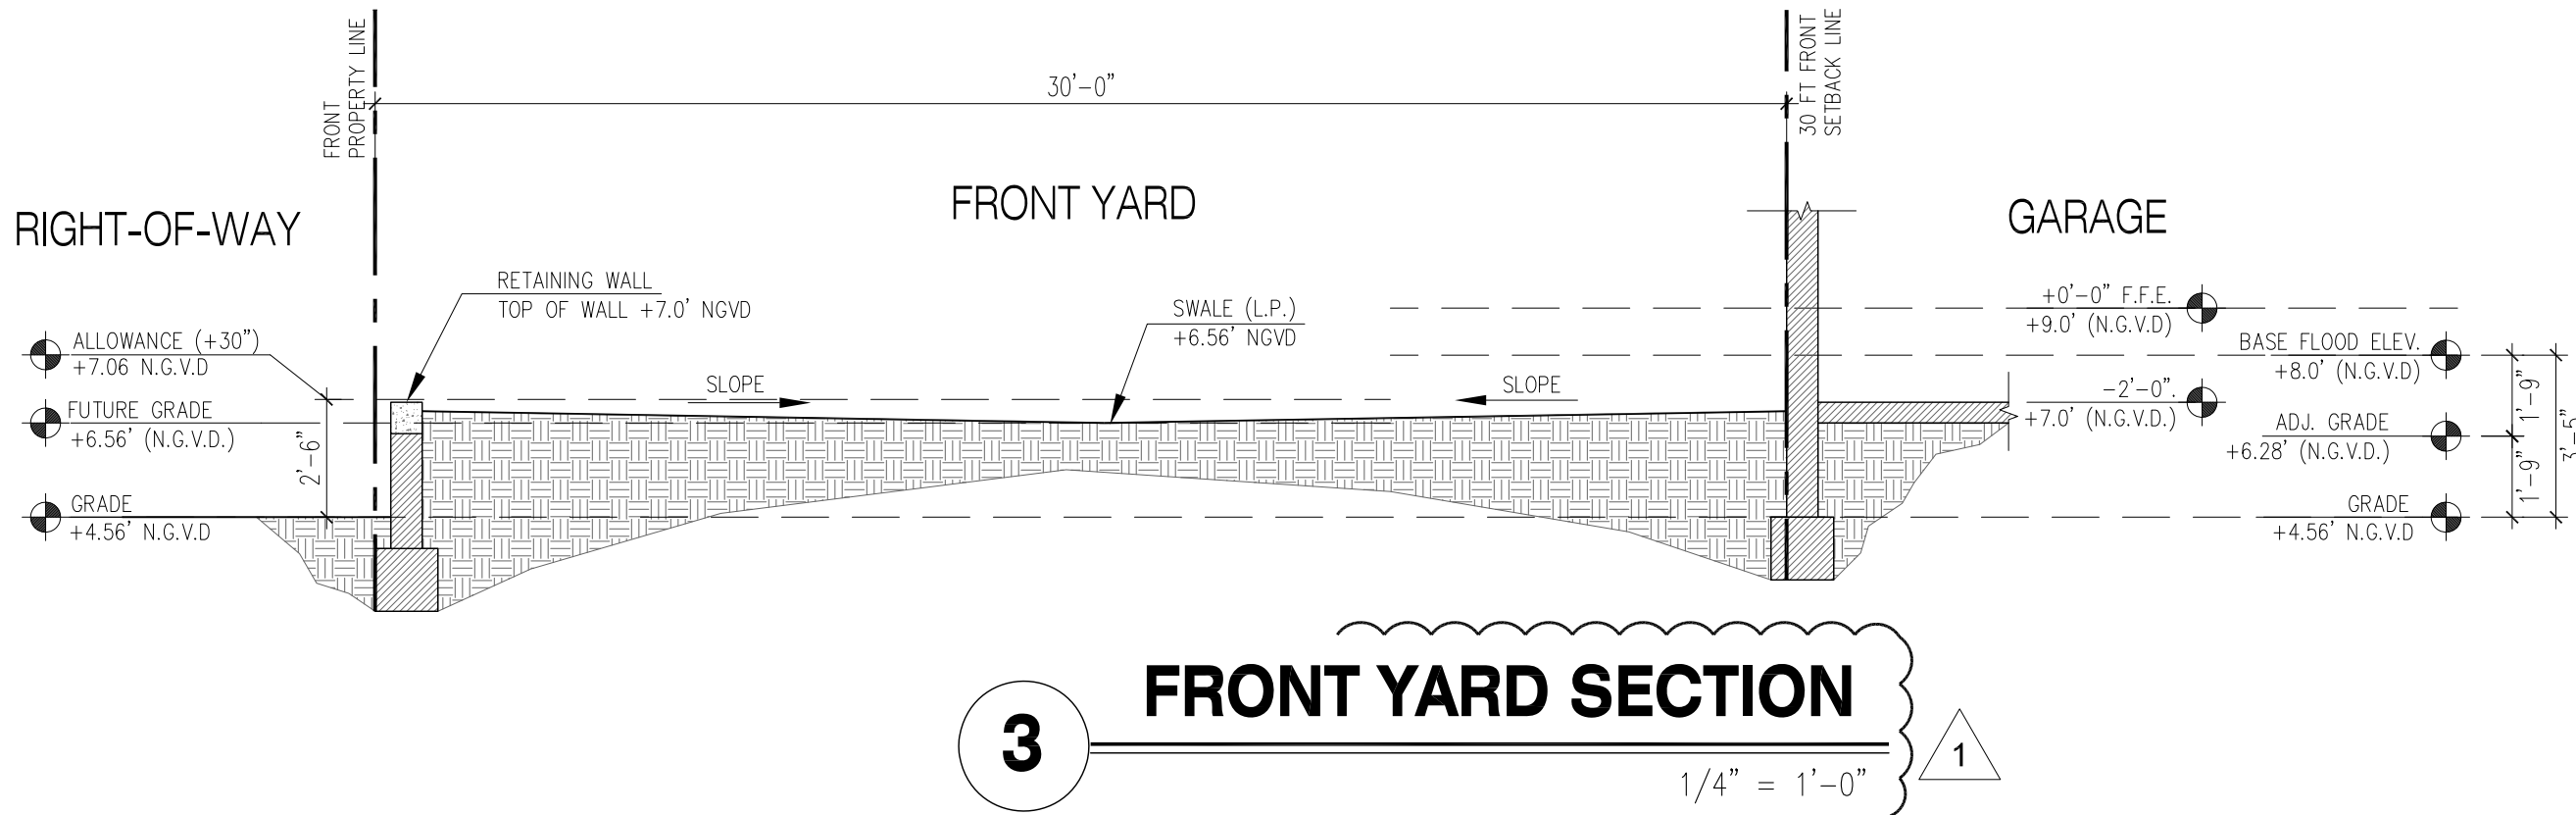 FRONT
PROPERTY LINE
30'-0"
30 FT FRONT
SETBACK LINE
RIGHT-OF-WAY
FRONT YARD
GARAGE
RETAINING WALL
TOP OF WALL +7.0' NGVD
SWALE (L.P.)
+6.56' NGVD
+0'-0" F.F.E.
+9.0' (N.G.V.D)
ALLOWANCE (+30")
+7.06 N.G.V.D
BASE FLOOD ELEV.
+8.0' (N.G.V.D)
SLOPE
SLOPE
-2'-0".
+7.0' (N.G.V.D.)
FUTURE GRADE
+6.56' (N.G.V.D.)
ADJ. GRADE
+6.28' (N.G.V.D.)
2'-6"
1'-9"
1'-9"
3'-5"
GRADE
+4.56' N.G.V.D
GRADE
+4.56' N.G.V.D
3
FRONT YARD SECTION
1
1/4" = 1'-0"